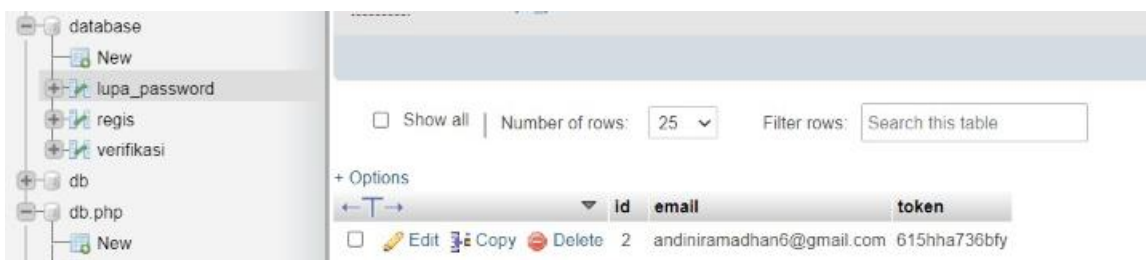 database
New
lupa_password
regis
verifikasi
db
db.php
New
Show all | Number of rows: 25 Filter rows: Search this table
+ Options
←T→ id email token
Edit Copy Delete 2 andiniramadhan6@gmail.com 615hha736bfy